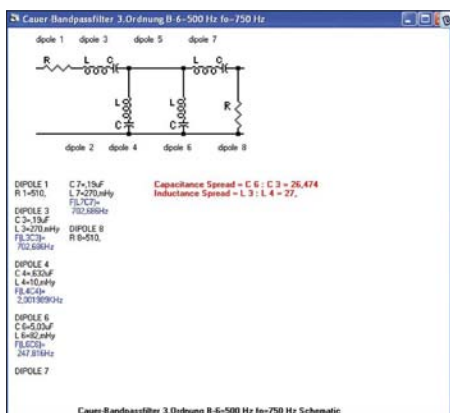 Cauer-Bandpassfilter 3.Ordnung B-6=500 Hz fo=750 Hz
dipole 1 dipole 3 dipole 5 dipole 7
R L C L C
L L R
C C
dipole 2 dipole 4 dipole 6 dipole 8
DIPOLE 1
R 1=510,
DIPOLE 3
C 3=,19uF
L 3=270,mHy
F(L3C3)=
702,686Hz
DIPOLE 4
C 4=,632uF
L 4=10,mHy
F(L4C4)=
2,001989KHz
DIPOLE 6
C 6=5,03uF
L 6=82,mHy
F(L6C6)=
247,816Hz
DIPOLE 7
C 7=,19uF
L 7=270,mHy
F(L7C7)=
702,686Hz
DIPOLE 8
R 8=510,
Capacitance Spread = C 6 : C 3 = 26,474
Inductance Spread = L 3 : L 4 = 27,
Cauer-Bandpassfilter 3.Ordnung B-6=500 Hz fo=750 Hz Schematic